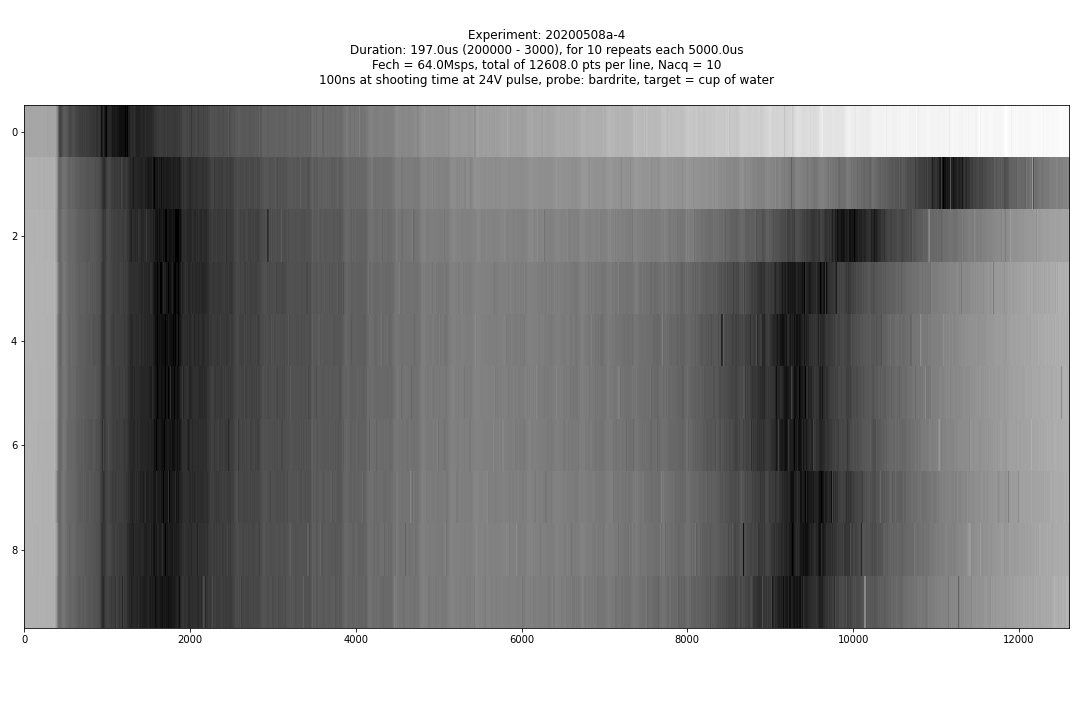 Experiment: 20200508a-4
Duration: 197.0us (200000 - 3000), for 10 repeats each 5000.0us
Fech = 64.0Msps, total of 12608.0 pts per line, Nacq = 10
100ns at shooting time at 24V pulse, probe: bardrite, target = cup of water
0
2
4
6
8
0 2000 4000 6000 8000 10000 12000